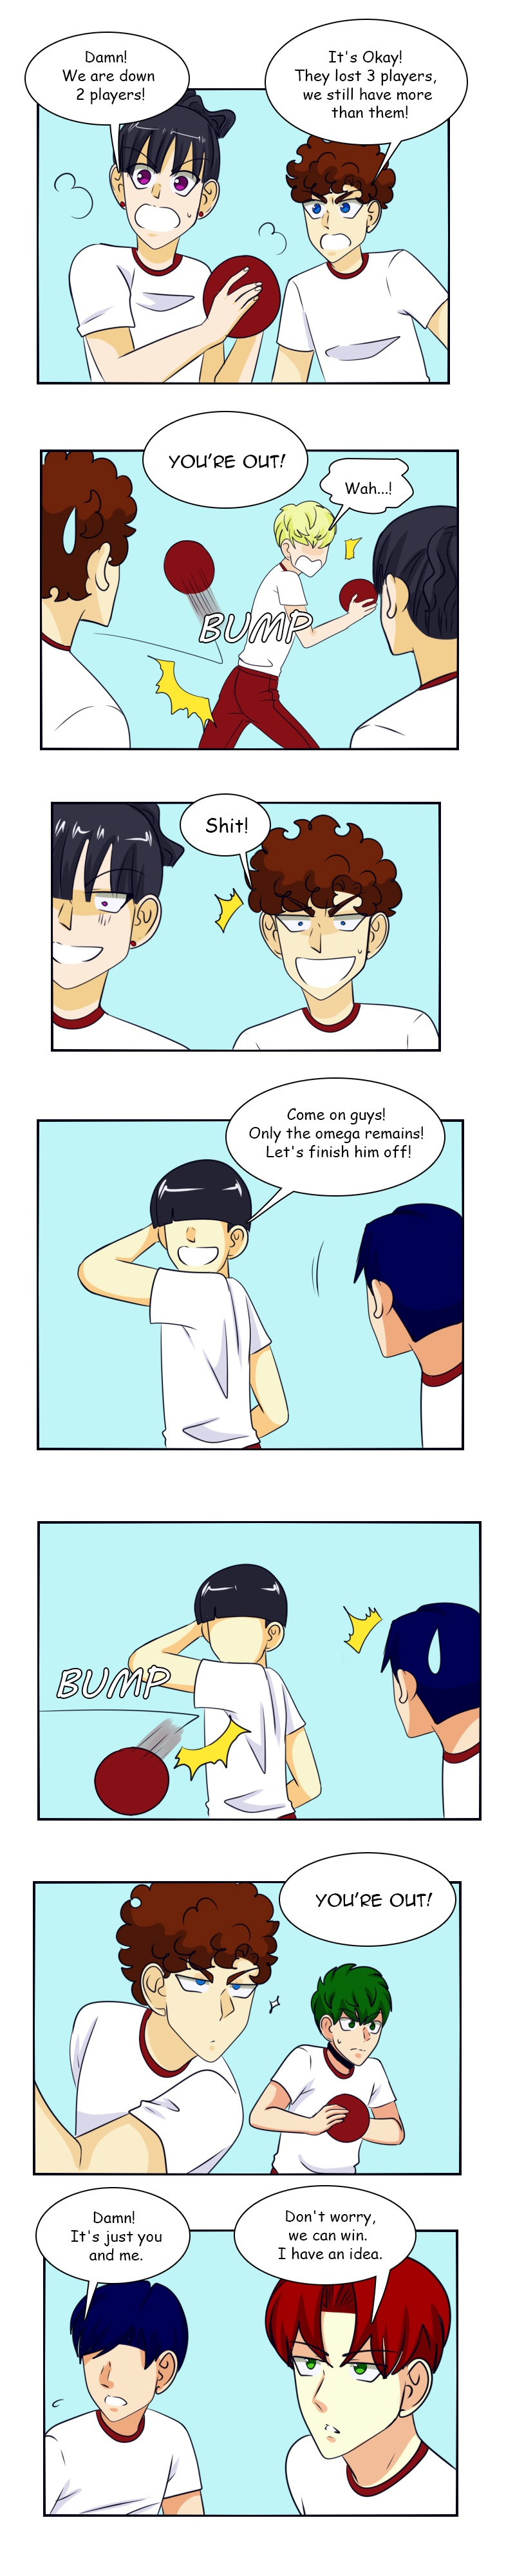 Damn!
We are down
2 players!
It's Okay!
They lost 3 players,
we still have more
than them!
YOU'RE OUT!
Wah...!
BUMP
Shit!
Come on guys!
Only the omega remains!
Let's finish him off!
BUMP
YOU'RE OUT!
Damn!
It's just you
and me.
Don't worry,
we can win.
I have an idea.